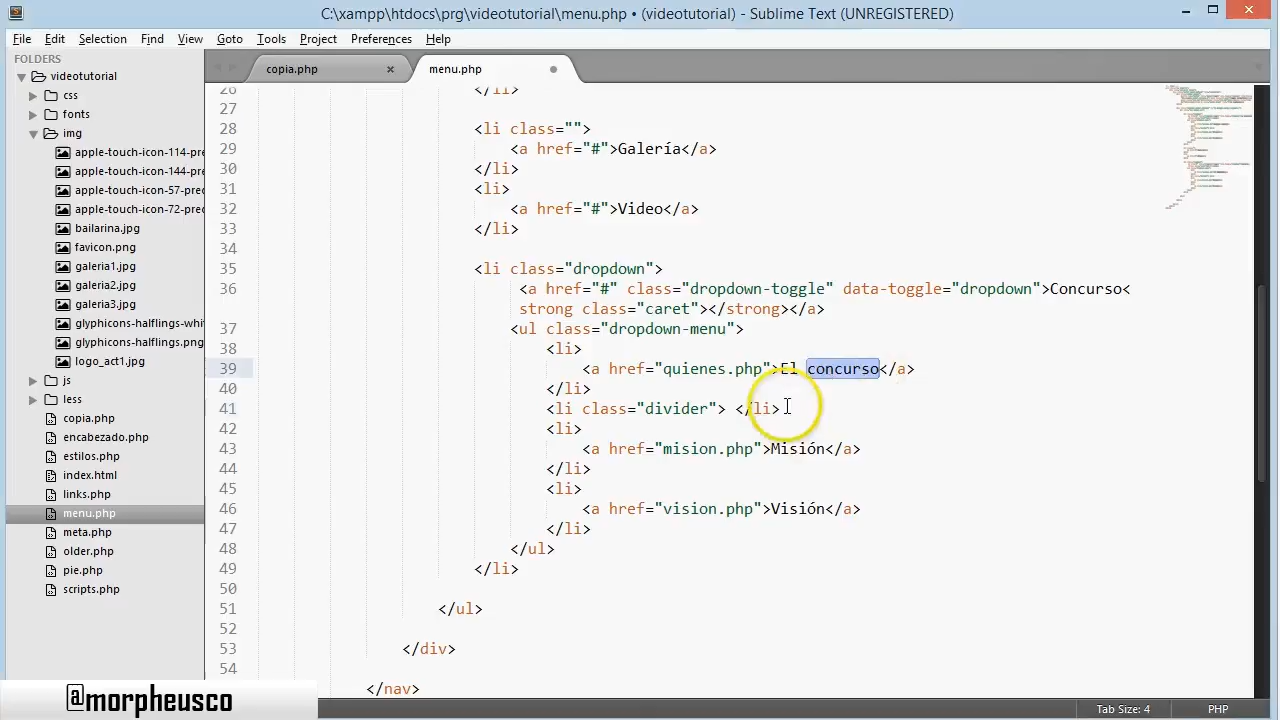 C:\xampp\htdocs\prg\videotutorial\menu.php • (videotutorial) - Sublime Text (UNREGISTERED)
File Edit Selection Find View Goto Tools Project Preferences Help
FOLDERS
videotutorial
css
fonts
img
apple-touch-icon-114-pre
apple-touch-icon-144-pre
apple-touch-icon-57-prec
apple-touch-icon-72-prec
bailarina.jpg
favicon.png
galeria1.jpg
galeria2.jpg
galeria3.jpg
glyphicons-halflings-whit
glyphicons-halflings.png
logo_act1.jpg
js
less
copia.php
encabezado.php
estilos.php
index.html
links.php
menu.php
meta.php
older.php
pie.php
scripts.php
copia.php × menu.php
26 </li>
27
28 <li class="">
29 <a href="#">Galería</a>
30 </li>
31 <li>
32 <a href="#">Video</a>
33 </li>
34
35 <li class="dropdown">
36 <a href="#" class="dropdown-toggle" data-toggle="dropdown">Concurso<
strong class="caret"></strong></a>
37 <ul class="dropdown-menu">
38 <li>
39 <a href="quienes.php">El concurso</a>
40 </li>
41 <li class="divider"> </li>
42 <li>
43 <a href="mision.php">Misión</a>
44 </li>
45 <li>
46 <a href="vision.php">Visión</a>
47 </li>
48 </ul>
49 </li>
50
51 </ul>
52
53 </div>
54
</nav>
@morpheusco
Tab Size: 4 PHP